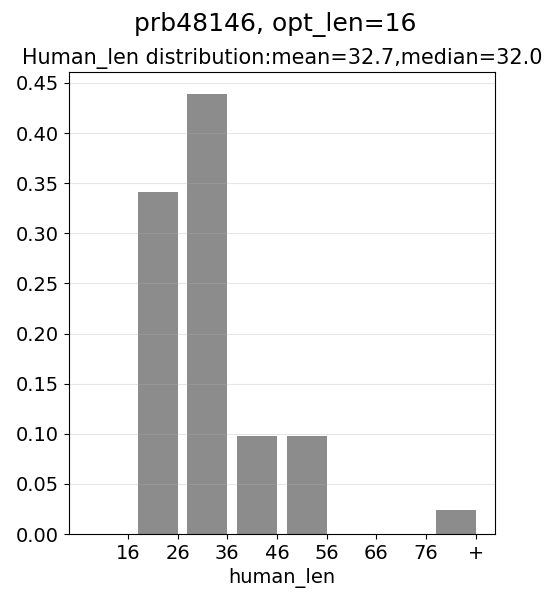 prb48146, opt_len=16
Human_len distribution:mean=32.7,median=32.0
0.45
0.40
0.35
0.30
0.25
0.20
0.15
0.10
0.05
0.00
16 26 36 46 56 66 76 +
human_len